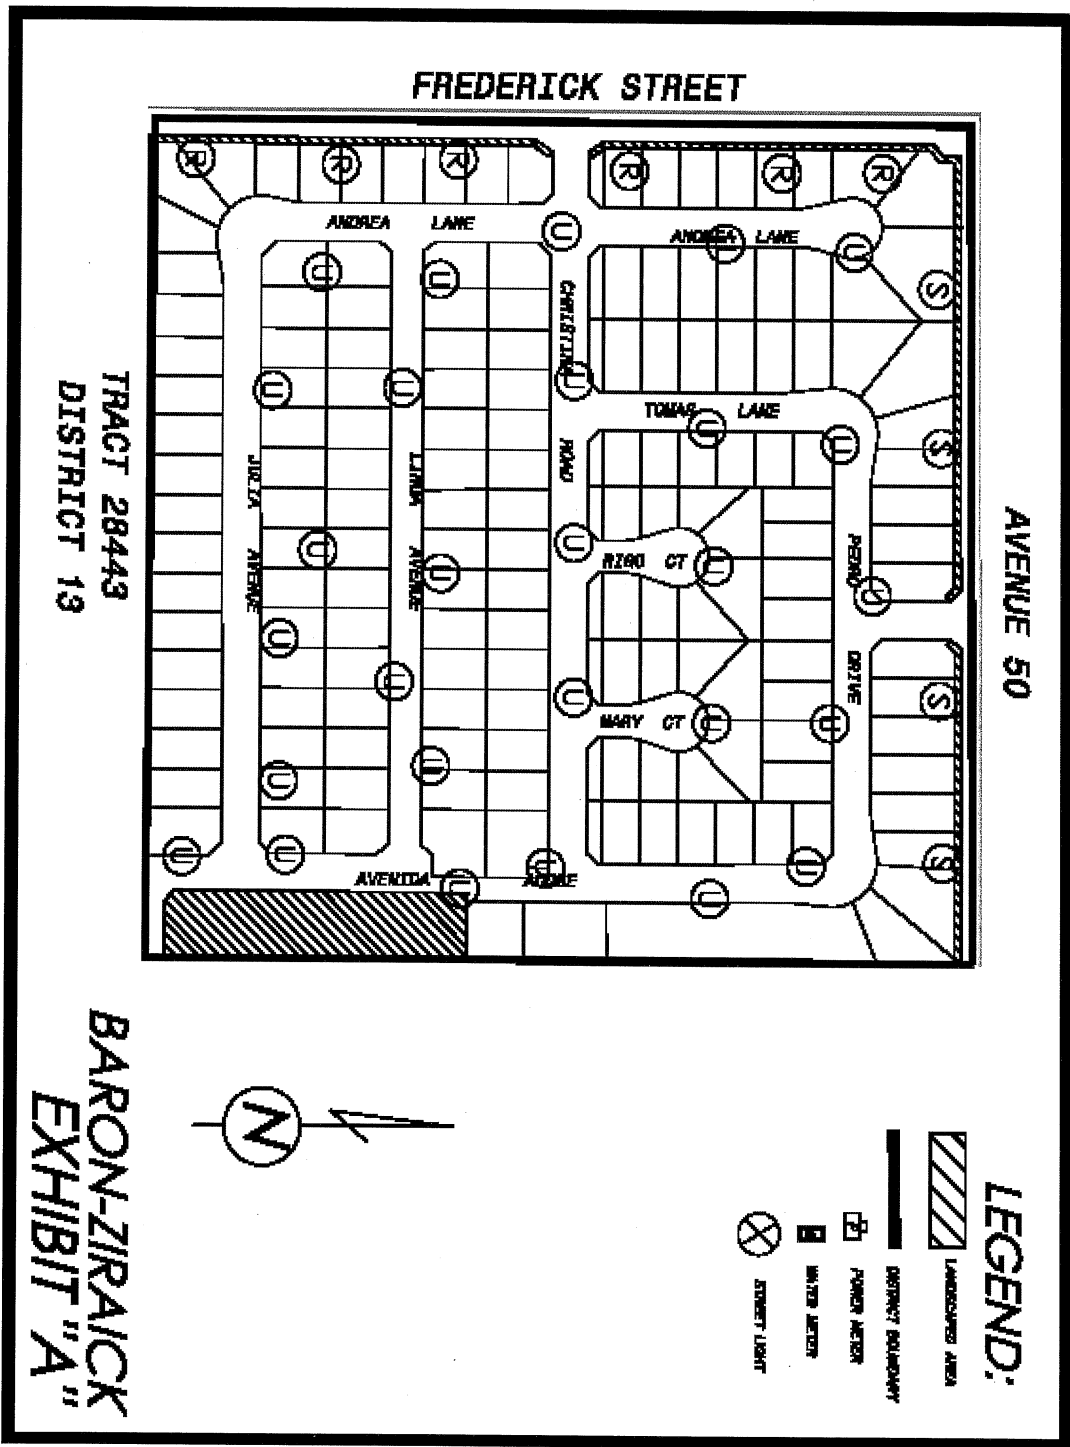 FREDERICK STREET
AVENUE 50
TRACT 28443
DISTRICT 13
R
R
R
R
R
R
ANDREA LANE
ANDREA LANE
U
U
U
U
U
S
CHRISTINA ROAD
U
U
U
TOMAS LANE
U
U
S
JULIA AVENUE
LINDA AVENUE
PEDRO DRIVE
U
U
U
RIGO CT
U
U
U
U
U
MARY CT
U
U
S
U
U
U
U
U
U
S
AVENIDA
U
U
LEGEND:
LANDSCAPED AREA
DISTRICT BOUNDARY
P
POWER METER
WATER METER
STREET LIGHT
N
BARON-ZIRAICK
EXHIBIT "A"